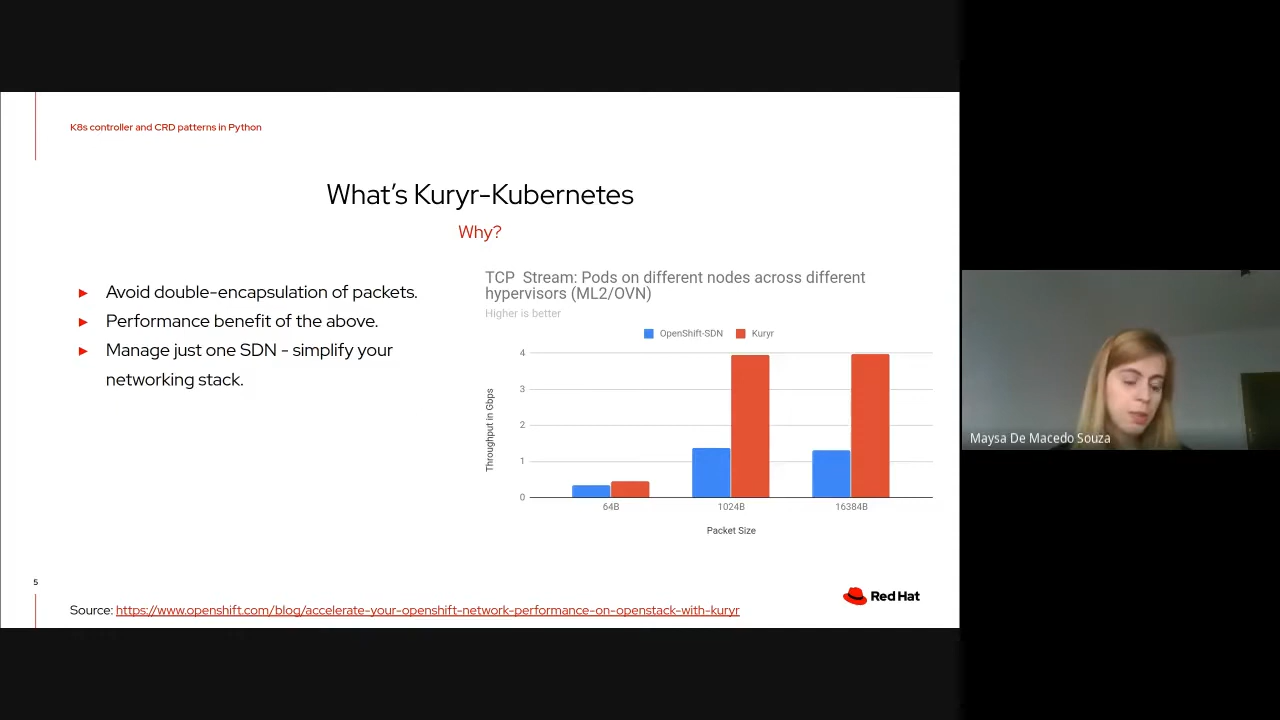 K8s controller and CRD patterns in Python
What's Kuryr-Kubernetes
Why?
► Avoid double-encapsulation of packets.
► Performance benefit of the above.
► Manage just one SDN - simplify your
networking stack.
TCP Stream: Pods on different nodes across different
hypervisors (ML2/OVN)
Higher is better
OpenShift-SDN Kuryr
Throughput in Gbps
4
3
2
1
0
64B 1024B 16384B
Packet Size
5
Source: https://www.openshift.com/blog/accelerate-your-openshift-network-performance-on-openstack-with-kuryr
Red Hat
Maysa De Macedo Souza